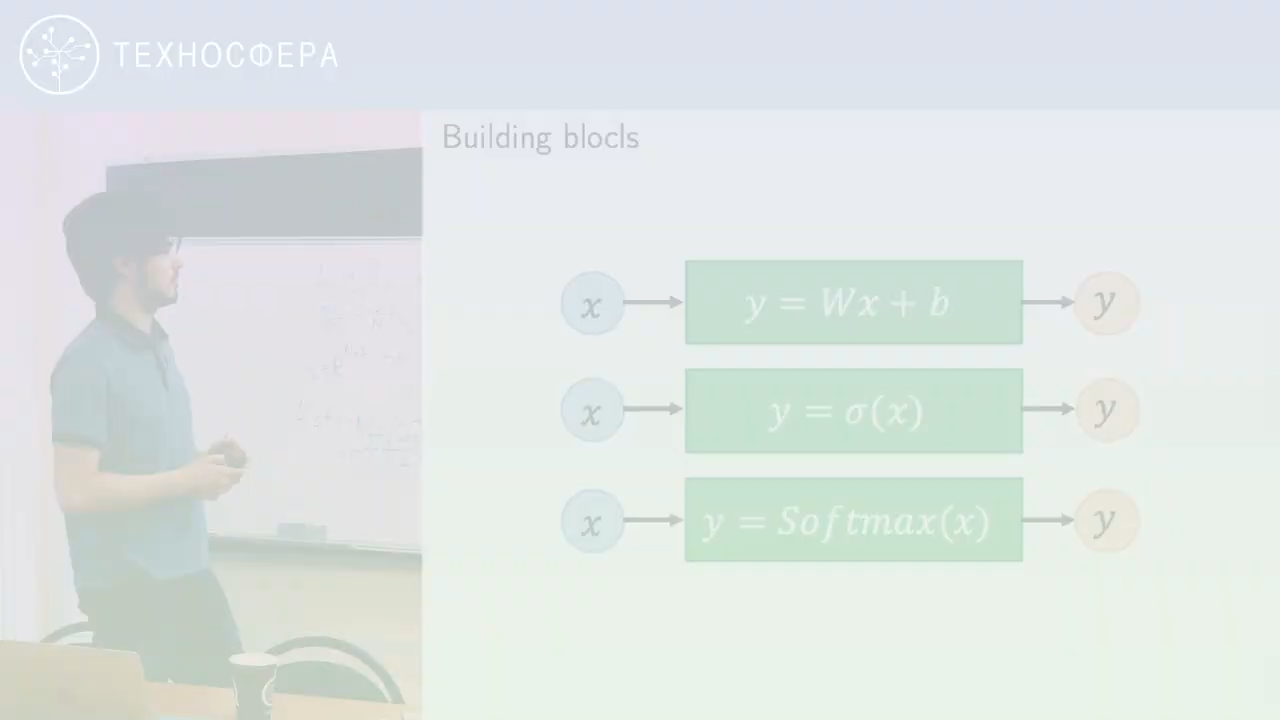 ТЕХНОСФЕРА
Building blocls
x y = Wx + b y
x y = σ(x) y
x y = Softmax(x) y